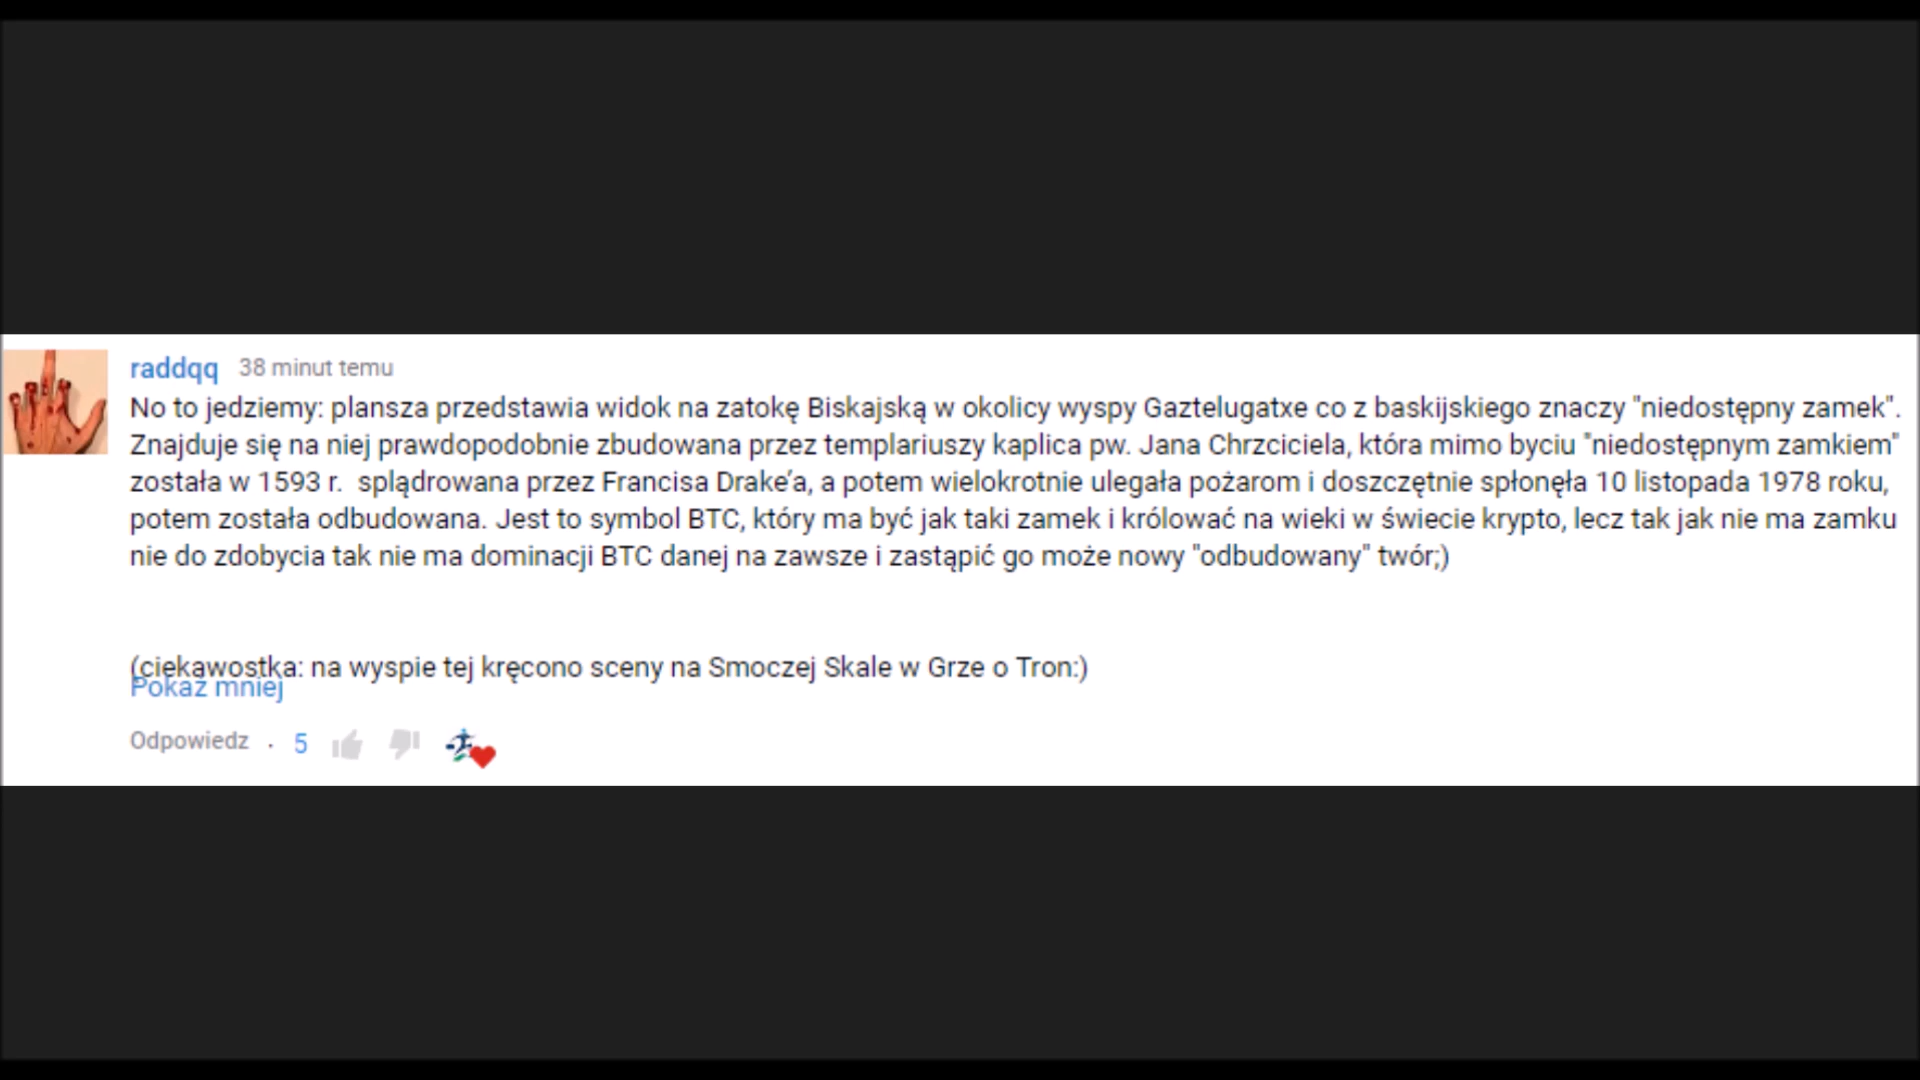 raddqq 38 minut temu
No to jedziemy: plansza przedstawia widok na zatokę Biskajską w okolicy wyspy Gaztelugatxe co z baskijskiego znaczy "niedostępny zamek".
Znajduje się na niej prawdopodobnie zbudowana przez templariuszy kaplica pw. Jana Chrzciciela, która mimo byciu "niedostępnym zamkiem"
została w 1593 r.  splądrowana przez Francisa Drake’a, a potem wielokrotnie ulegała pożarom i doszczętnie spłonęła 10 listopada 1978 roku,
potem została odbudowana. Jest to symbol BTC, który ma być jak taki zamek i królować na wieki w świecie krypto, lecz tak jak nie ma zamku
nie do zdobycia tak nie ma dominacji BTC danej na zawsze i zastąpić go może nowy "odbudowany" twór;)
(ciekawostka: na wyspie tej kręcono sceny na Smoczej Skale w Grze o Tron:)
Pokaż mniej
Odpowiedz · 5